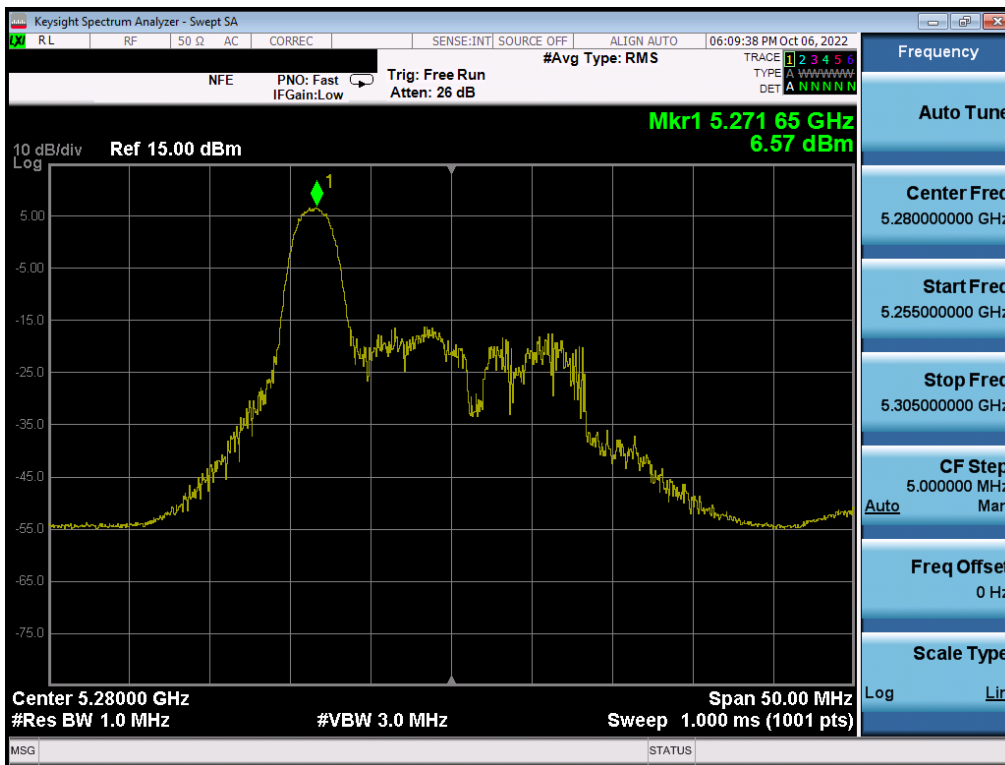 Keysight Spectrum Analyzer - Swept SA
LXI RL RF 50 Ω AC CORREC SENSE:INT SOURCE OFF ALIGN AUTO 06:09:38 PM Oct 06, 2022
NFE PNO: Fast IFGain:Low
Trig: Free Run
Atten: 26 dB
#Avg Type: RMS
TRACE 1 2 3 4 5 6
TYPE A WWWWW
DET A N N N N N
Mkr1 5.271 65 GHz
6.57 dBm
10 dB/div Ref 15.00 dBm
Log
1
5.00
-5.00
-15.0
-25.0
-35.0
-45.0
-55.0
-65.0
-75.0
Center 5.28000 GHz Span 50.00 MHz
#Res BW 1.0 MHz #VBW 3.0 MHz Sweep 1.000 ms (1001 pts)
MSG STATUS
Frequency
Auto Tune
Center Freq
5.280000000 GHz
Start Freq
5.255000000 GHz
Stop Freq
5.305000000 GHz
CF Step
5.000000 MHz
Auto Man
Freq Offset
0 Hz
Scale Type
Log Lin